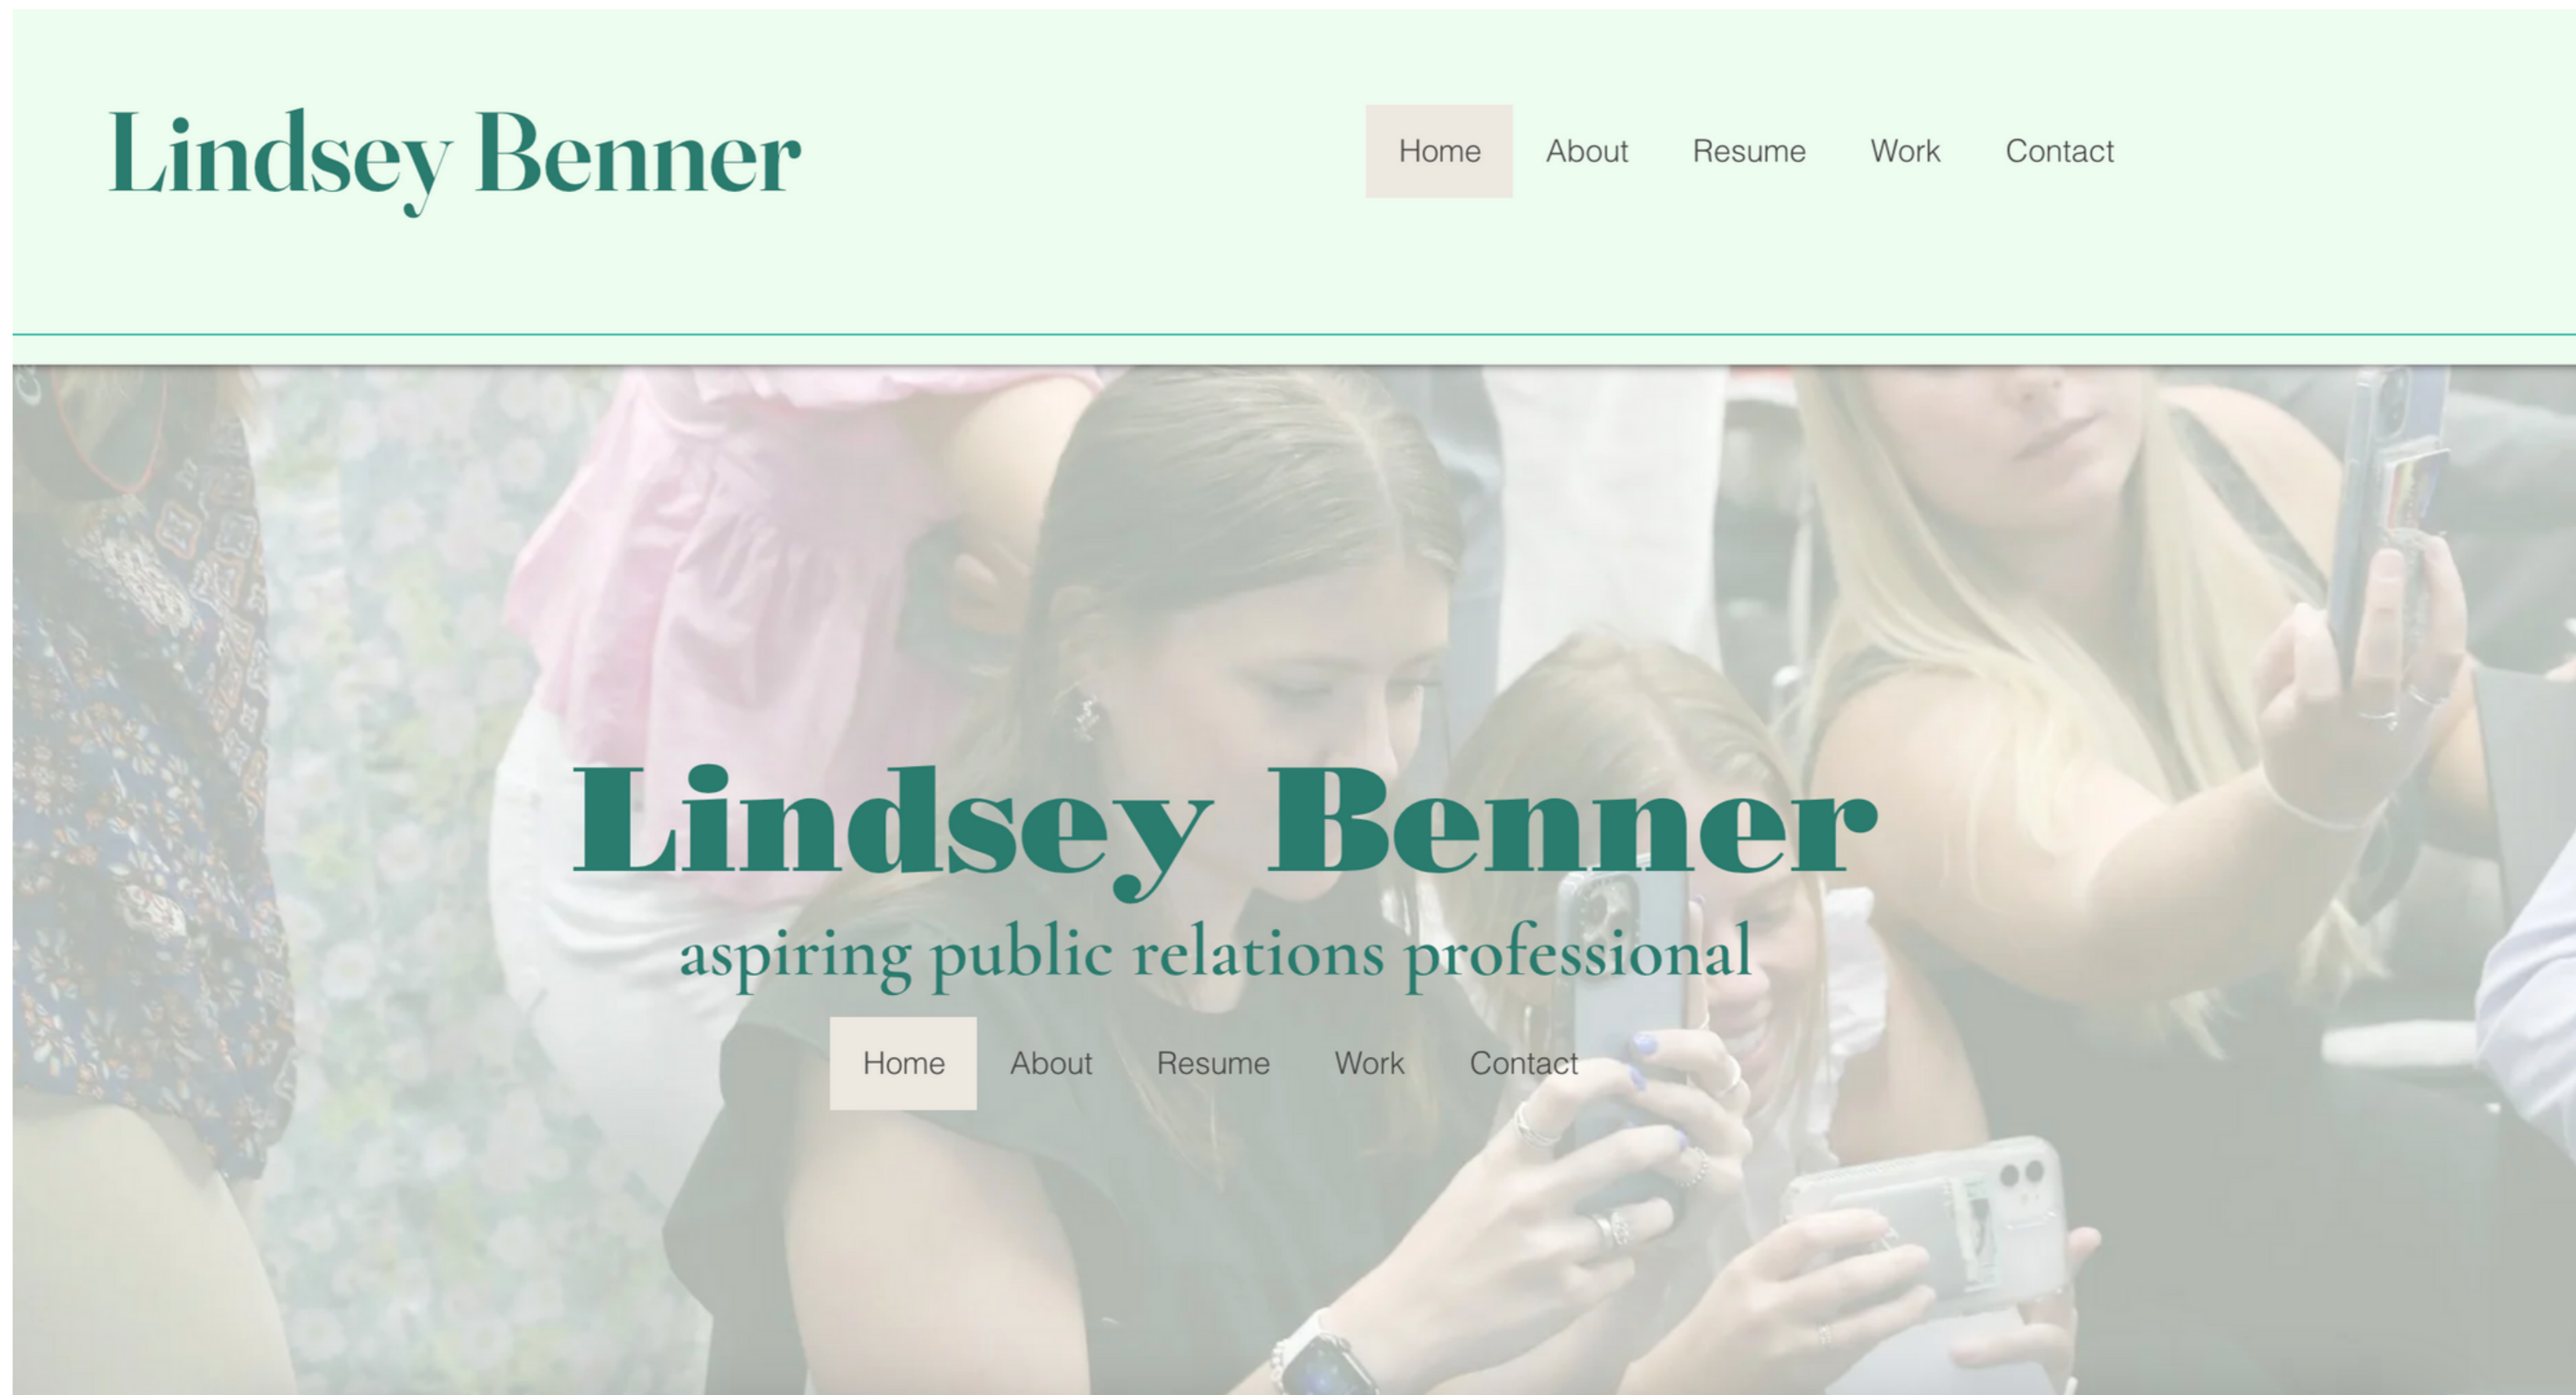 Lindsey Benner
Home About Resume Work Contact
Lindsey Benner
aspiring public relations professional
Home About Resume Work Contact